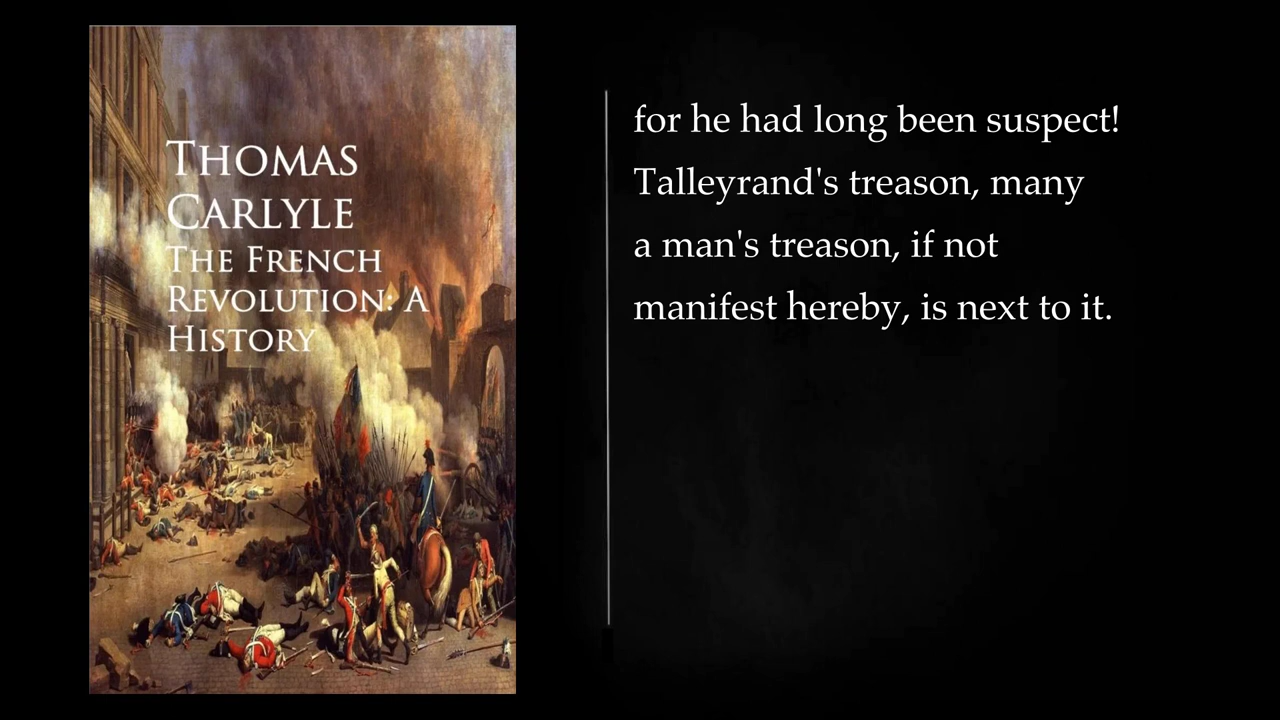 THOMAS
CARLYLE
THE FRENCH
REVOLUTION: A
HISTORY
for he had long been suspect!
Talleyrand's treason, many
a man's treason, if not
manifest hereby, is next to it.